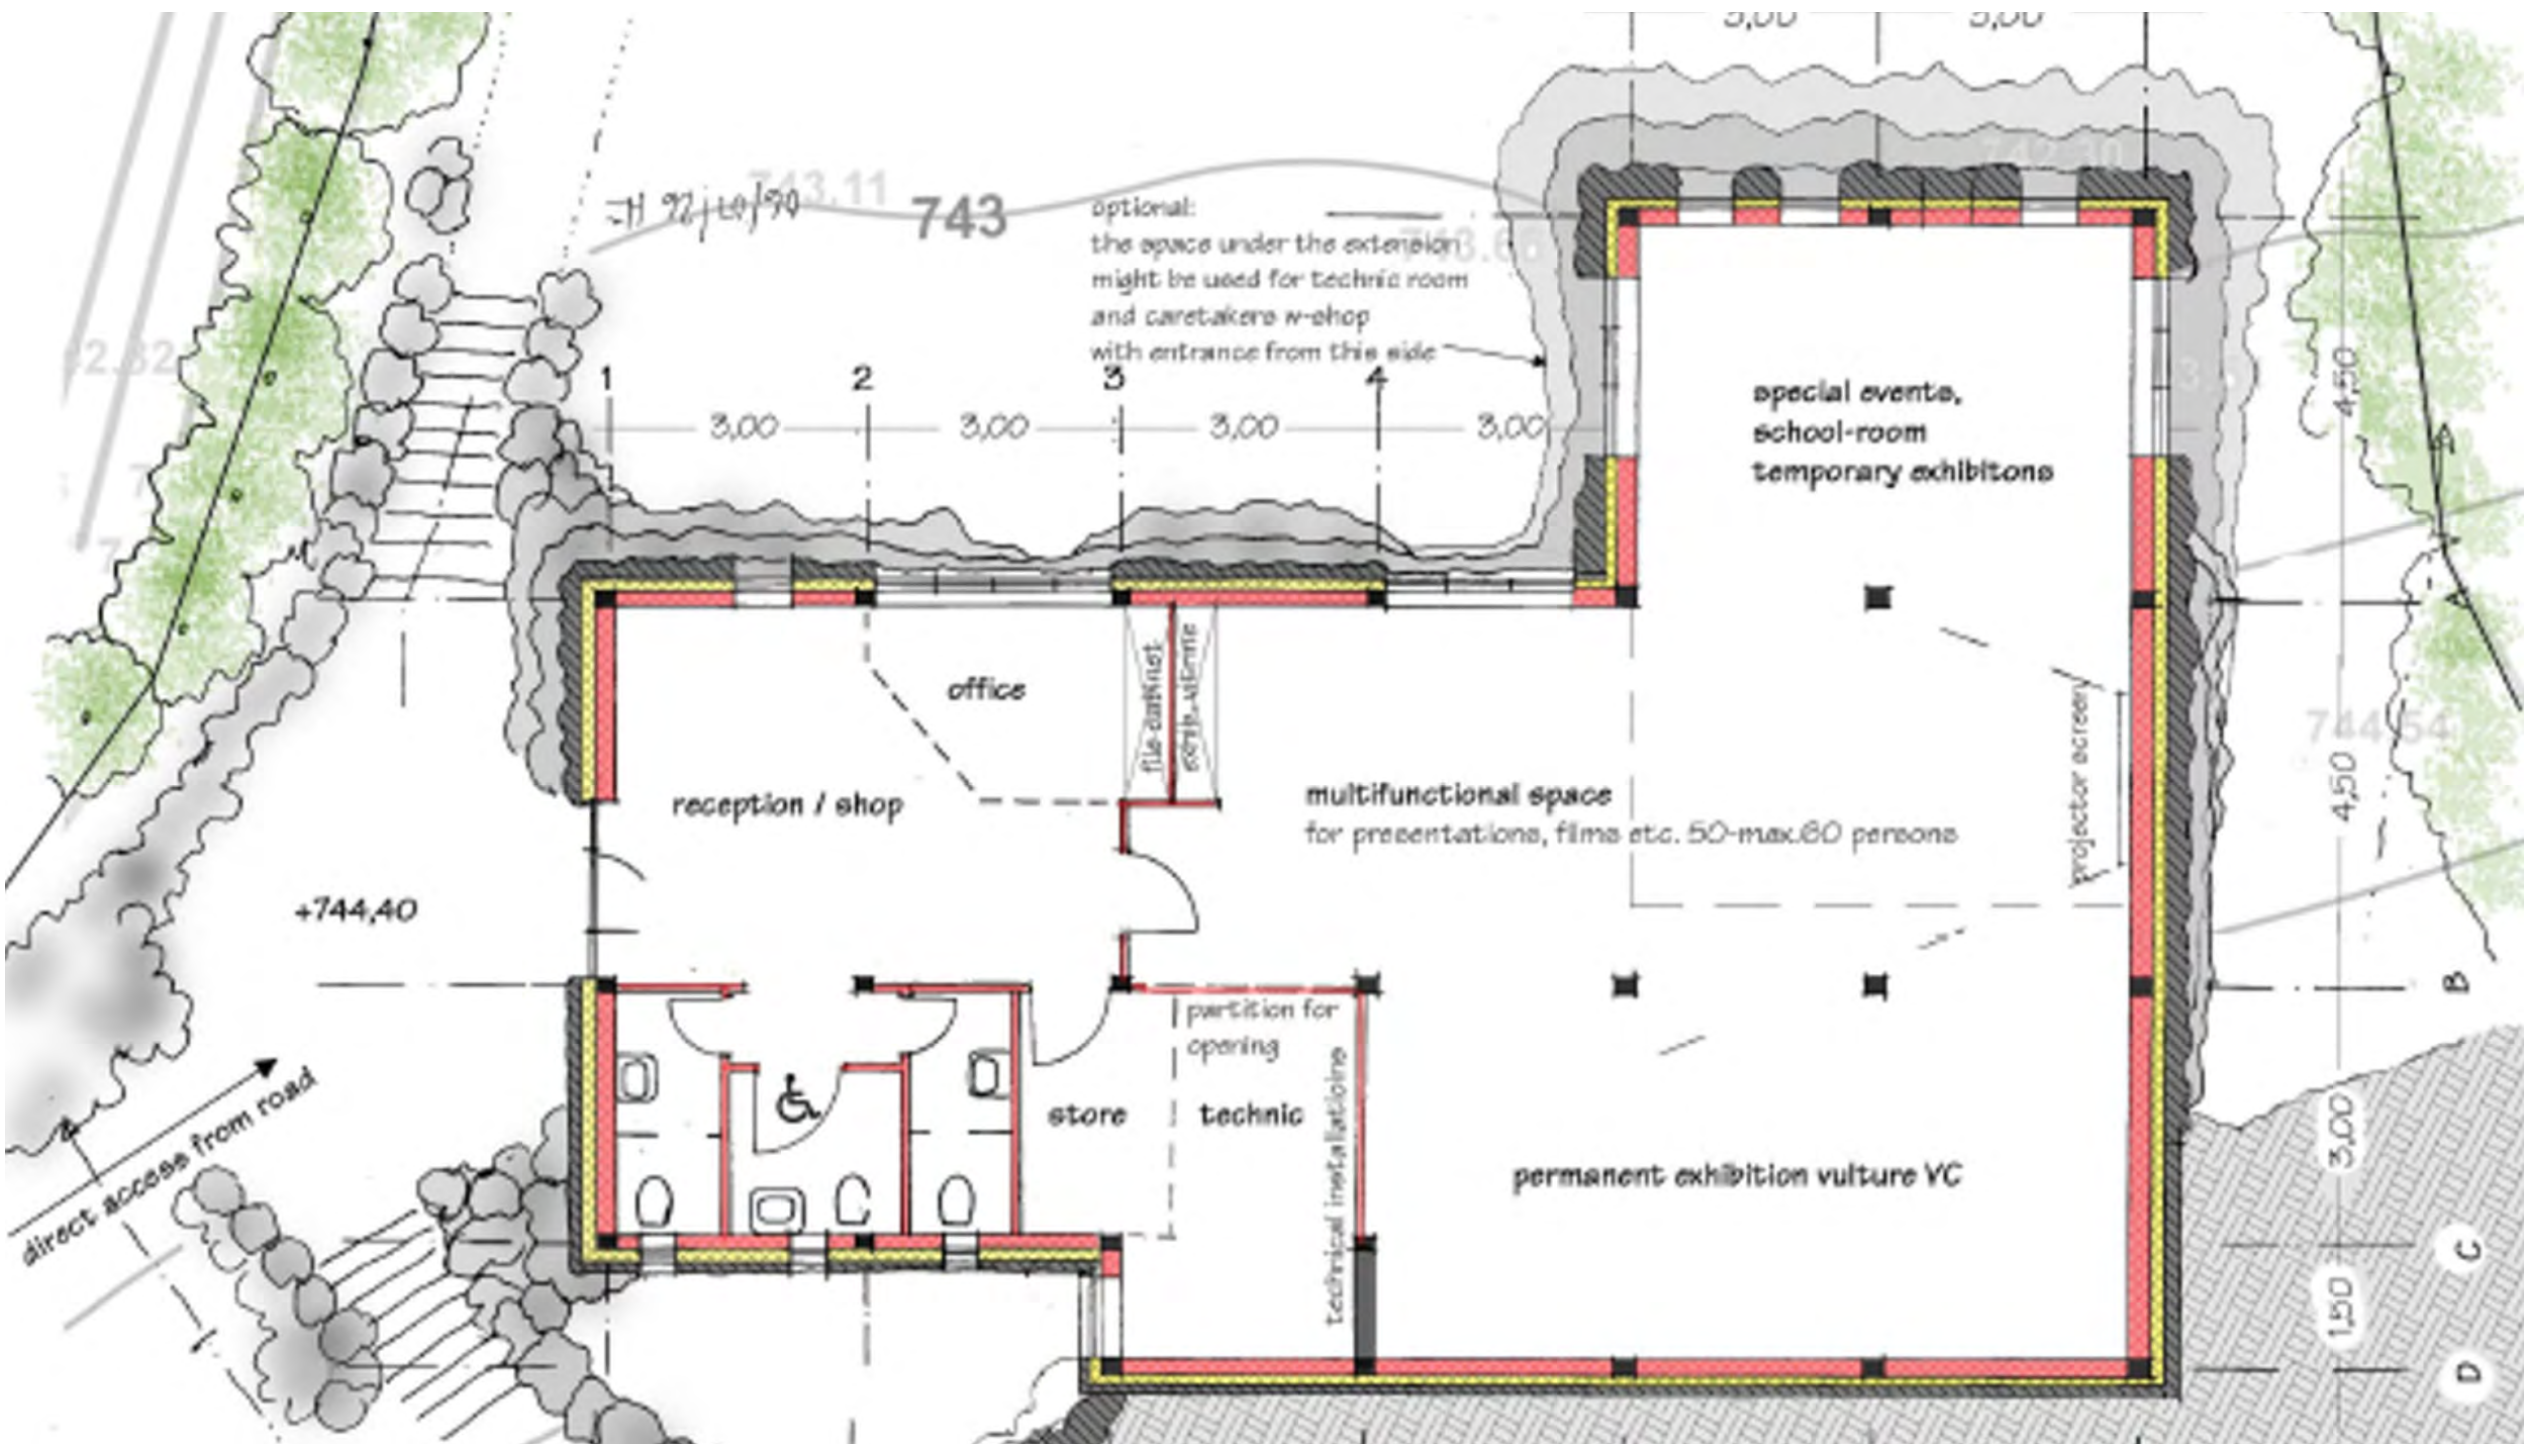 3,00 3,00
743.11
743
optional:
the space under the extension
might be used for technic room
and caretakers w-shop
with entrance from this side
1 2 3 4
3,00 3,00 3,00 3,00
4,50
special events,
school-room
temporary exhibitons
A
office
file-cabinet
reception / shop
multifunctional space
for presentations, films etc. 50-max.60 persons
projector screen
744.54
4,50
+744,40
B
partition for
opening
direct access from road
store
technic
technical installatioins
permanent exhibition vulture VC
3,00
C
1,50
D